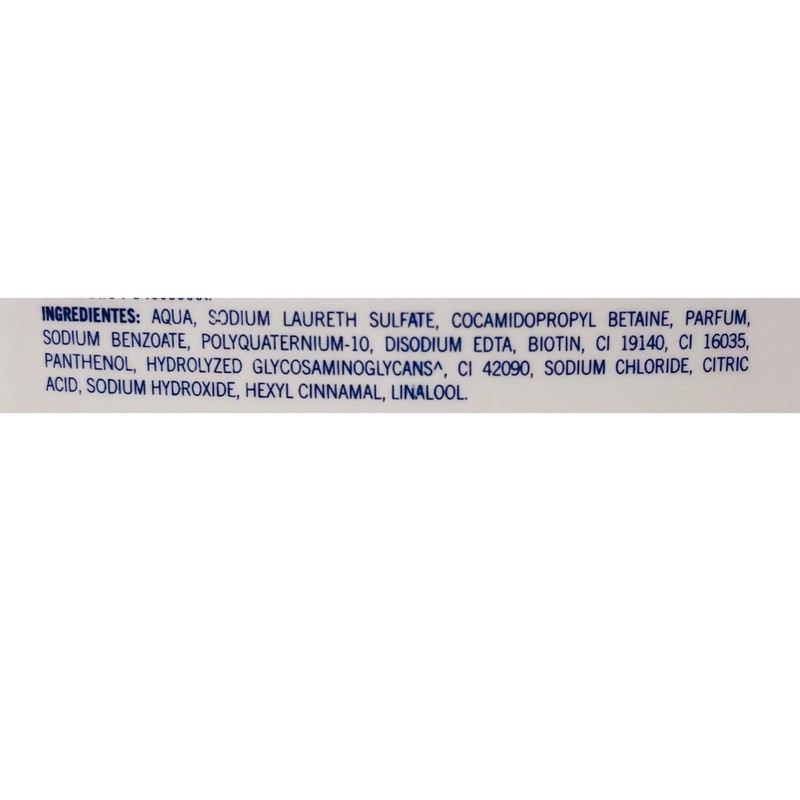 INGREDIENTES: AQUA, SODIUM LAURETH SULFATE, COCAMIDOPROPYL BETAINE, PARFUM,
SODIUM BENZOATE, POLYQUATERNIUM-10, DISODIUM EDTA, BIOTIN, CI 19140, CI 16035,
PANTHENOL, HYDROLYZED GLYCOSAMINOGLYCANS^, CI 42090, SODIUM CHLORIDE, CITRIC
ACID, SODIUM HYDROXIDE, HEXYL CINNAMAL, LINALOOL.